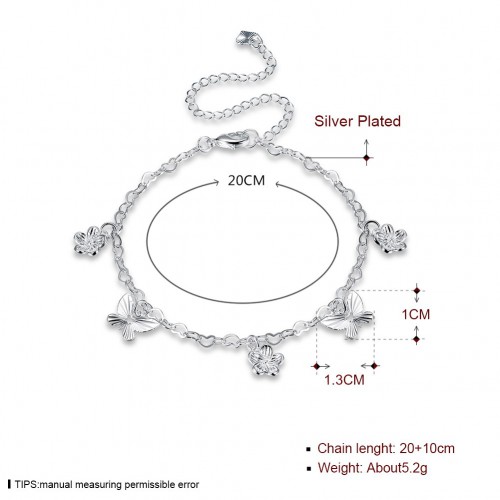 Silver Plated
20CM
1CM
1.3CM
• Chain lenght: 20+10cm
• Weight: About5.2g
TIPS:manual measuring permissible error